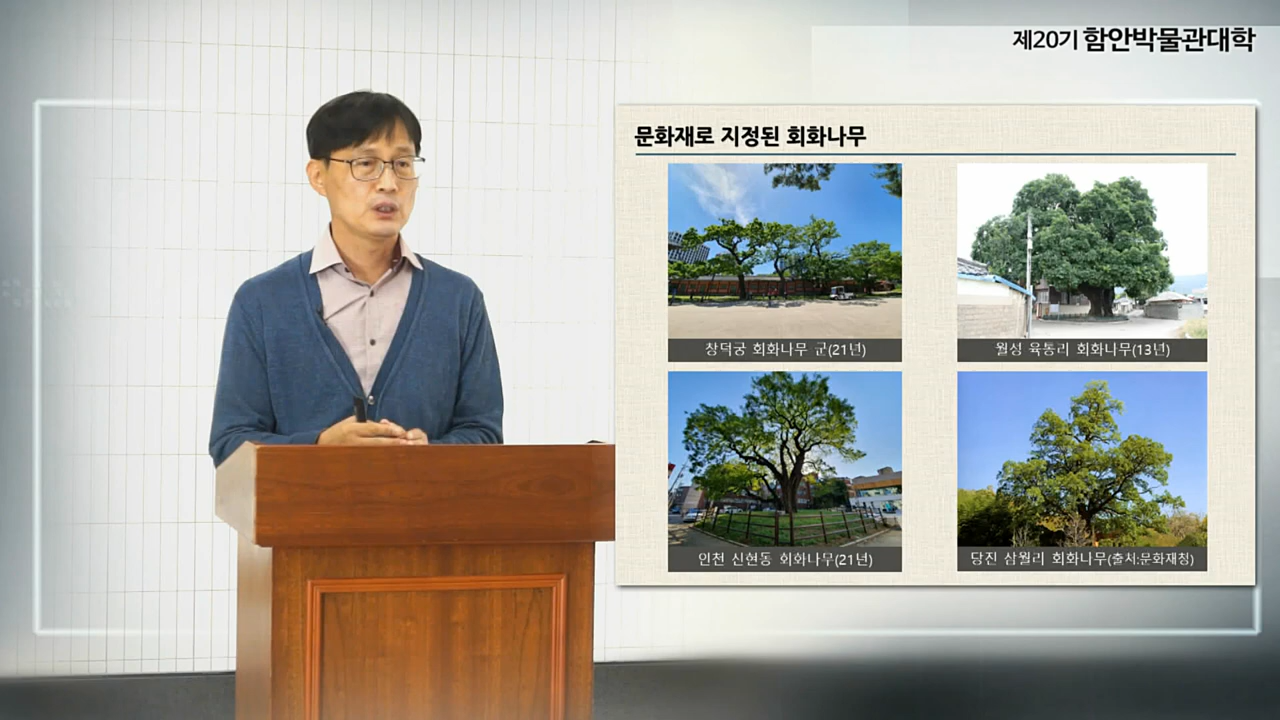 제20기 함안박물관대학
문화재로 지정된 회화나무
창덕궁 회화나무 군(21년)
월성 육통리 회화나무(13년)
인천 신현동 회화나무(21년)
당진 삼월리 회화나무(출처:문화재청)